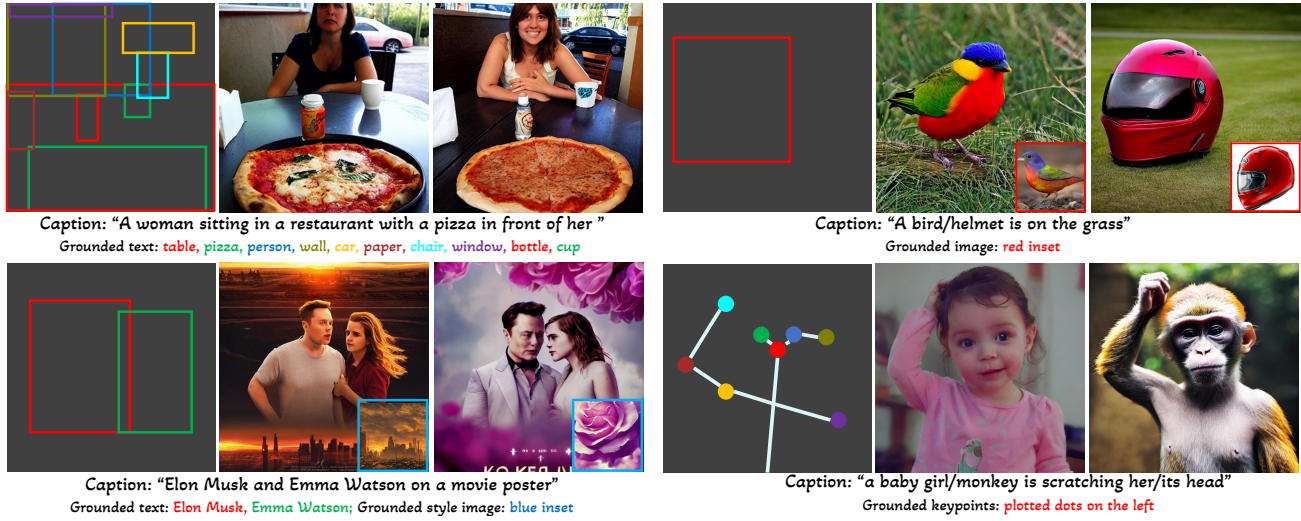 Caption: “A woman sitting in a restaurant with a pizza in front of her ”
Grounded text: table, pizza, person, wall, car, paper, chair, window, bottle, cup
Caption: “A bird/helmet is on the grass”
Grounded image: red inset
Caption: “Elon Musk and Emma Watson on a movie poster”
Grounded text: Elon Musk, Emma Watson; Grounded style image: blue inset
Caption: “a baby girl/monkey is scratching her/its head”
Grounded keypoints: plotted dots on the left